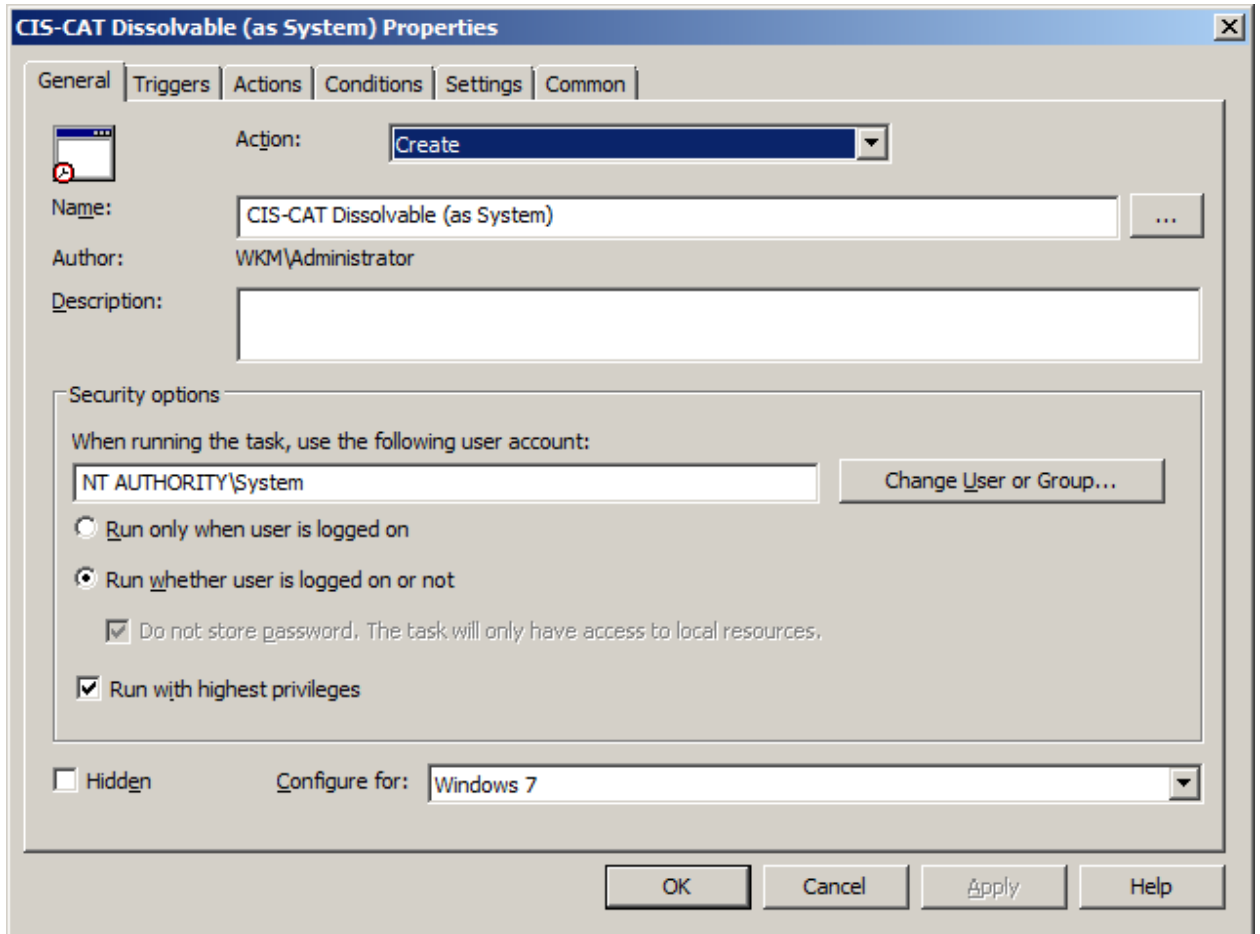 CIS-CAT Dissolvable (as System) Properties
General Triggers Actions Conditions Settings Common
Action: Create
Name: CIS-CAT Dissolvable (as System) ...
Author: WKM\Administrator
Description:
Security options
When running the task, use the following user account:
NT AUTHORITY\System Change User or Group...
Run only when user is logged on
Run whether user is logged on or not
Do not store password. The task will only have access to local resources.
Run with highest privileges
Hidden Configure for: Windows 7
OK Cancel Apply Help